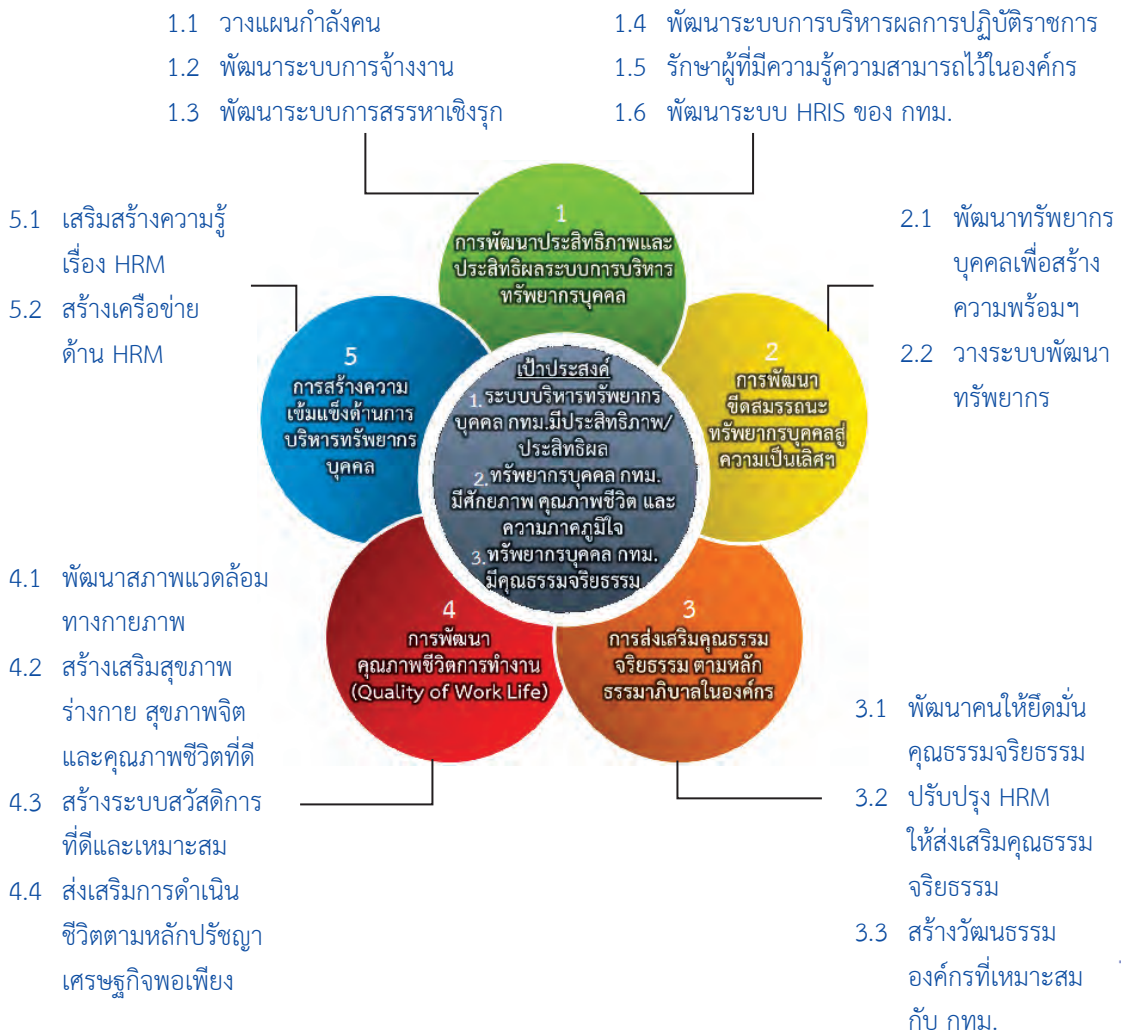 1.1 วางแผนกำลังคน
1.2 พัฒนาระบบการจ้างงาน
1.3 พัฒนาระบบการสรรหาเชิงรุก
1.4 พัฒนาระบบการบริหารผลการปฏิบัติราชการ
1.5 รักษาผู้ที่มีความรู้ความสามารถไว้ในองค์กร
1.6 พัฒนาระบบ HRIS ของ กทม.
1
การพัฒนาประสิทธิภาพและ
ประสิทธิผลระบบการบริหาร
ทรัพยากรบุคคล
5.1 เสริมสร้างความรู้
เรื่อง HRM
5.2 สร้างเครือข่าย
ด้าน HRM
2.1 พัฒนาทรัพยากร
บุคคลเพื่อสร้าง
ความพร้อมฯ
2.2 วางระบบพัฒนา
ทรัพยากร
5
การสร้างความ
เข้มแข็งด้านการ
บริหารทรัพยากร
บุคคล
เป้าประสงค์
1.ระบบบริหารทรัพยากร
บุคคล กทม.มีประสิทธิภาพ/
ประสิทธิผล
2.ทรัพยากรบุคคล กทม.
มีศักยภาพ คุณภาพชีวิต และ
ความภาคภูมิใจ
3.ทรัพยากรบุคคล กทม.
มีคุณธรรมจริยธรรม
2
การพัฒนา
ขีดสมรรถนะ
ทรัพยากรบุคคลสู่
ความเป็นเลิศฯ
4
การพัฒนา
คุณภาพชีวิตการทำงาน
(Quality of Work Life)
3
การส่งเสริมคุณธรรม
จริยธรรม ตามหลัก
ธรรมาภิบาลในองค์กร
4.1 พัฒนาสภาพแวดล้อม
ทางกายภาพ
4.2 สร้างเสริมสุขภาพ
ร่างกาย สุขภาพจิต
และคุณภาพชีวิตที่ดี
4.3 สร้างระบบสวัสดิการ
ที่ดีและเหมาะสม
4.4 ส่งเสริมการดำเนิน
ชีวิตตามหลักปรัชญา
เศรษฐกิจพอเพียง
3.1 พัฒนาคนให้ยึดมั่น
คุณธรรมจริยธรรม
3.2 ปรับปรุง HRM
ให้ส่งเสริมคุณธรรม
จริยธรรม
3.3 สร้างวัฒนธรรม
องค์กรที่เหมาะสม
กับ กทม.